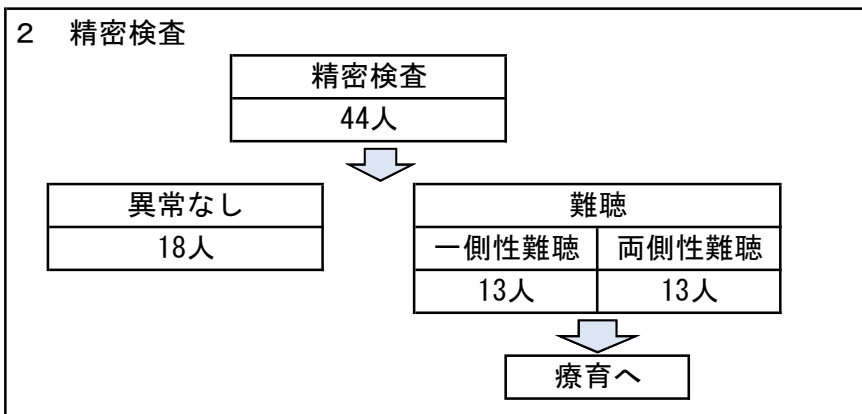 ２　精密検査
精密検査
44人
異常なし
18人
難聴
一側性難聴 両側性難聴
13人 13人
療育へ